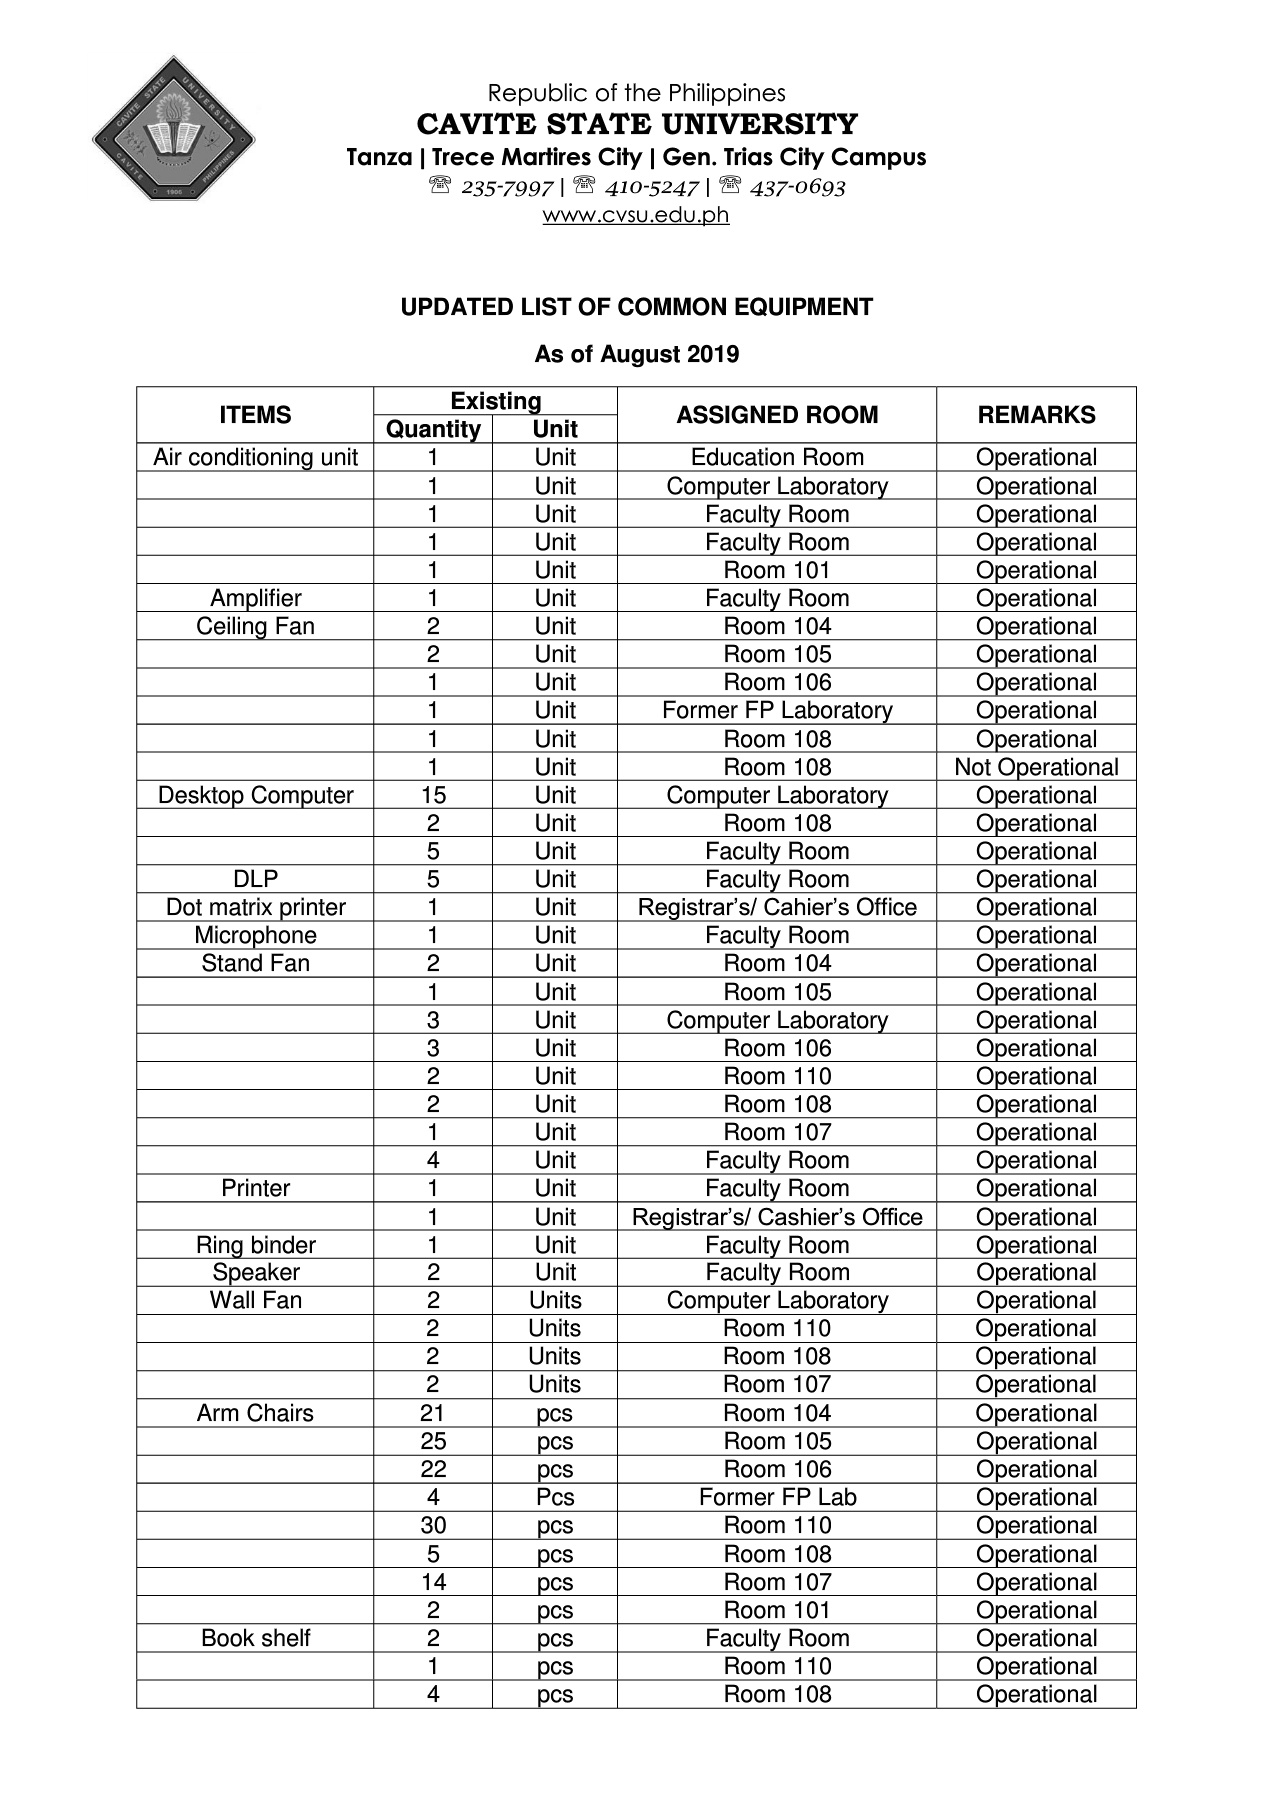 CAVITE STATE UNIVERSITY
CAVITE PHILIPPINES
1906
Republic of the Philippines
CAVITE STATE UNIVERSITY
Tanza | Trece Martires City | Gen. Trias City Campus
☏ 235-7997 | ☏ 410-5247 | ☏ 437-0693
www.cvsu.edu.ph
UPDATED LIST OF COMMON EQUIPMENT
As of August 2019
ITEMS Existing ASSIGNED ROOM REMARKS
Quantity Unit
Air conditioning unit 1 Unit Education Room Operational
1 Unit Computer Laboratory Operational
1 Unit Faculty Room Operational
1 Unit Faculty Room Operational
1 Unit Room 101 Operational
Amplifier 1 Unit Faculty Room Operational
Ceiling Fan 2 Unit Room 104 Operational
2 Unit Room 105 Operational
1 Unit Room 106 Operational
1 Unit Former FP Laboratory Operational
1 Unit Room 108 Operational
1 Unit Room 108 Not Operational
Desktop Computer 15 Unit Computer Laboratory Operational
2 Unit Room 108 Operational
5 Unit Faculty Room Operational
DLP 5 Unit Faculty Room Operational
Dot matrix printer 1 Unit Registrar’s/ Cahier’s Office Operational
Microphone 1 Unit Faculty Room Operational
Stand Fan 2 Unit Room 104 Operational
1 Unit Room 105 Operational
3 Unit Computer Laboratory Operational
3 Unit Room 106 Operational
2 Unit Room 110 Operational
2 Unit Room 108 Operational
1 Unit Room 107 Operational
4 Unit Faculty Room Operational
Printer 1 Unit Faculty Room Operational
1 Unit Registrar’s/ Cashier’s Office Operational
Ring binder 1 Unit Faculty Room Operational
Speaker 2 Unit Faculty Room Operational
Wall Fan 2 Units Computer Laboratory Operational
2 Units Room 110 Operational
2 Units Room 108 Operational
2 Units Room 107 Operational
Arm Chairs 21 pcs Room 104 Operational
25 pcs Room 105 Operational
22 pcs Room 106 Operational
4 Pcs Former FP Lab Operational
30 pcs Room 110 Operational
5 pcs Room 108 Operational
14 pcs Room 107 Operational
2 pcs Room 101 Operational
Book shelf 2 pcs Faculty Room Operational
1 pcs Room 110 Operational
4 pcs Room 108 Operational